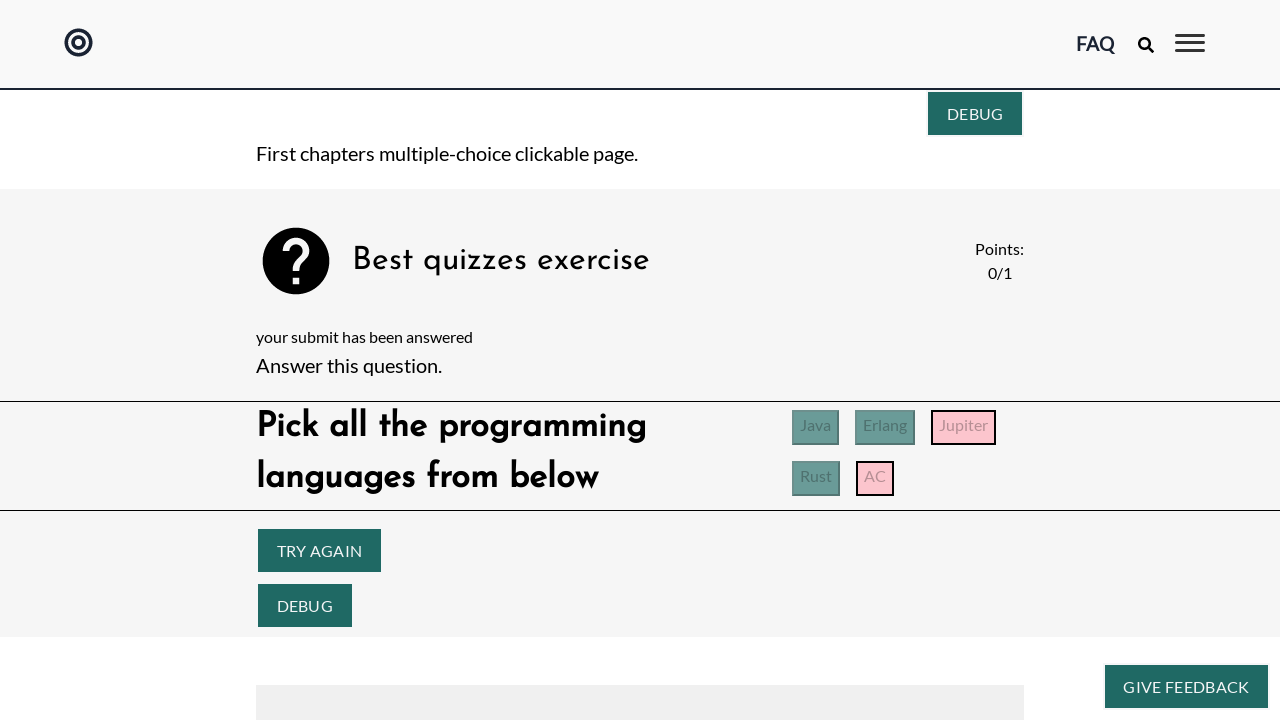 FAQ
DEBUG
First chapters multiple-choice clickable page.
Best quizzes exercise
Points:
0/1
your submit has been answered
Answer this question.
Pick all the programming
languages from below
Java
Erlang
Jupiter
Rust
AC
TRY AGAIN
DEBUG
GIVE FEEDBACK